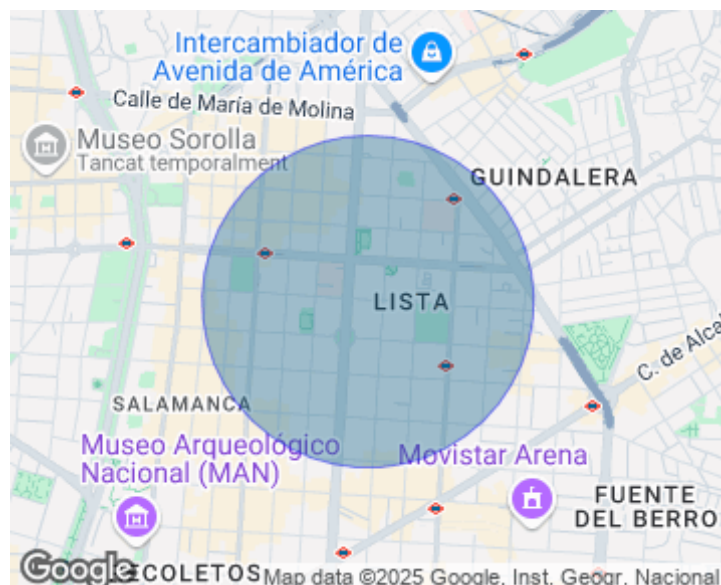 Intercambiador de
Avenida de América
Calle de María de Molina
Museo Sorolla
Tancat temporalment
GUINDALERA
LISTA
C. de Alcal
SALAMANCA
Museo Arqueológico
Nacional (MAN)
Movistar Arena
FUENTE
DEL BERRO
Google
ECOLETOS
Map data ©2025 Google, Inst. Geogr. Nacional